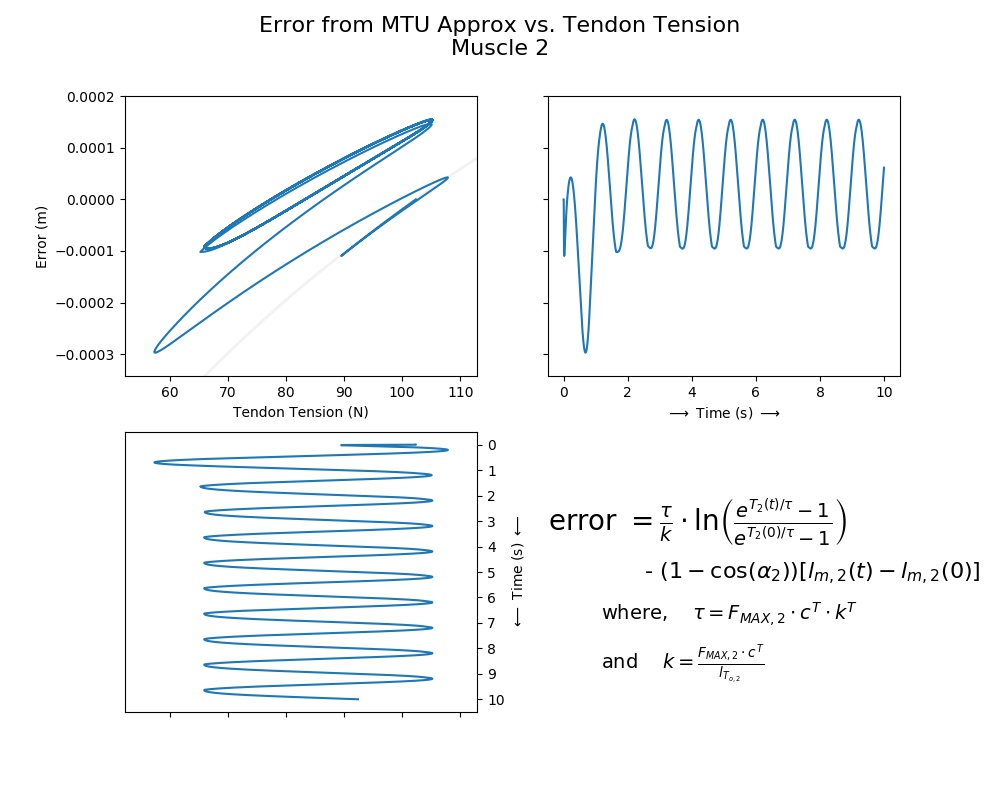 Error from MTU Approx vs. Tendon Tension
Muscle 2
0.0002
0.0001
0.0000
−0.0001
−0.0002
−0.0003
Error (m)
60 70 80 90 100 110
Tendon Tension (N)
0 2 4 6 8 10
⟶ Time (s) ⟶
0
1
2
3
4
5
6
7
8
9
10
⟵ Time (s) ⟵
error = τ/k · ln((e^{T_2(t)/τ} − 1)/(e^{T_2(0)/τ} − 1))
- (1 − cos(α_2))[l_{m,2}(t) − l_{m,2}(0)]
where, τ = F_{MAX,2} · c^T · k^T
and k = F_{MAX,2} · c^T/l_{T_{o,2}}